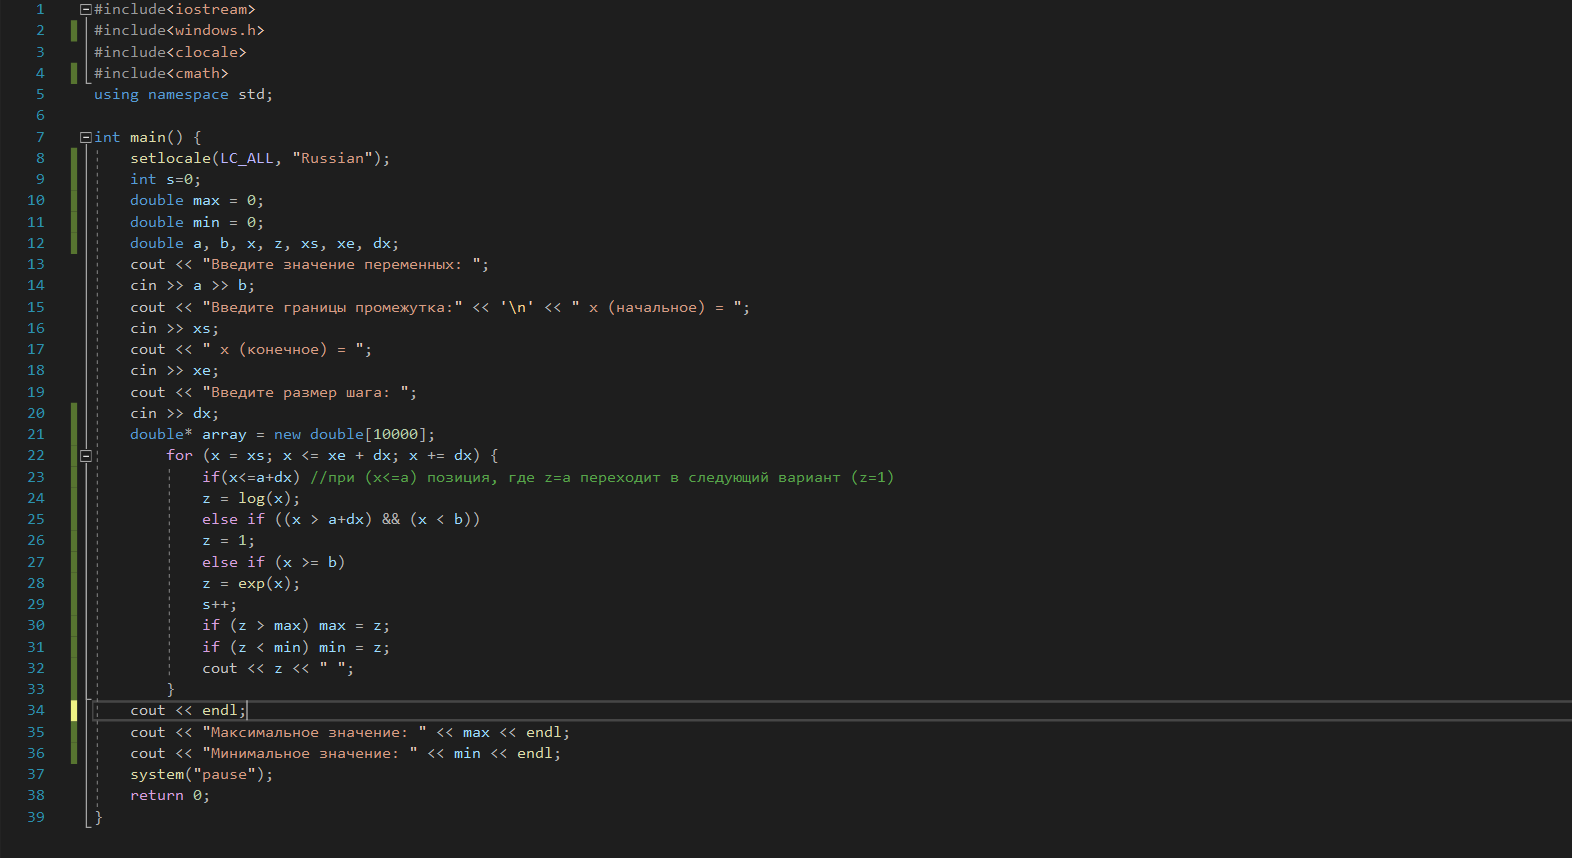 1 #include<iostream>
2 #include<windows.h>
3 #include<clocale>
4 #include<cmath>
5 using namespace std;
6
7 int main() {
8 setlocale(LC_ALL, "Russian");
9 int s=0;
10 double max = 0;
11 double min = 0;
12 double a, b, x, z, xs, xe, dx;
13 cout << "Введите значение переменных: ";
14 cin >> a >> b;
15 cout << "Введите границы промежутка:" << '\n' << " x (начальное) = ";
16 cin >> xs;
17 cout << " x (конечное) = ";
18 cin >> xe;
19 cout << "Введите размер шага: ";
20 cin >> dx;
21 double* array = new double[10000];
22 for (x = xs; x <= xe + dx; x += dx) {
23 if(x<=a+dx) //при (x<=a) позиция, где z=a переходит в следующий вариант (z=1)
24 z = log(x);
25 else if ((x > a+dx) && (x < b))
26 z = 1;
27 else if (x >= b)
28 z = exp(x);
29 s++;
30 if (z > max) max = z;
31 if (z < min) min = z;
32 cout << z << " ";
33 }
34 cout << endl;
35 cout << "Максимальное значение: " << max << endl;
36 cout << "Минимальное значение: " << min << endl;
37 system("pause");
38 return 0;
39 }